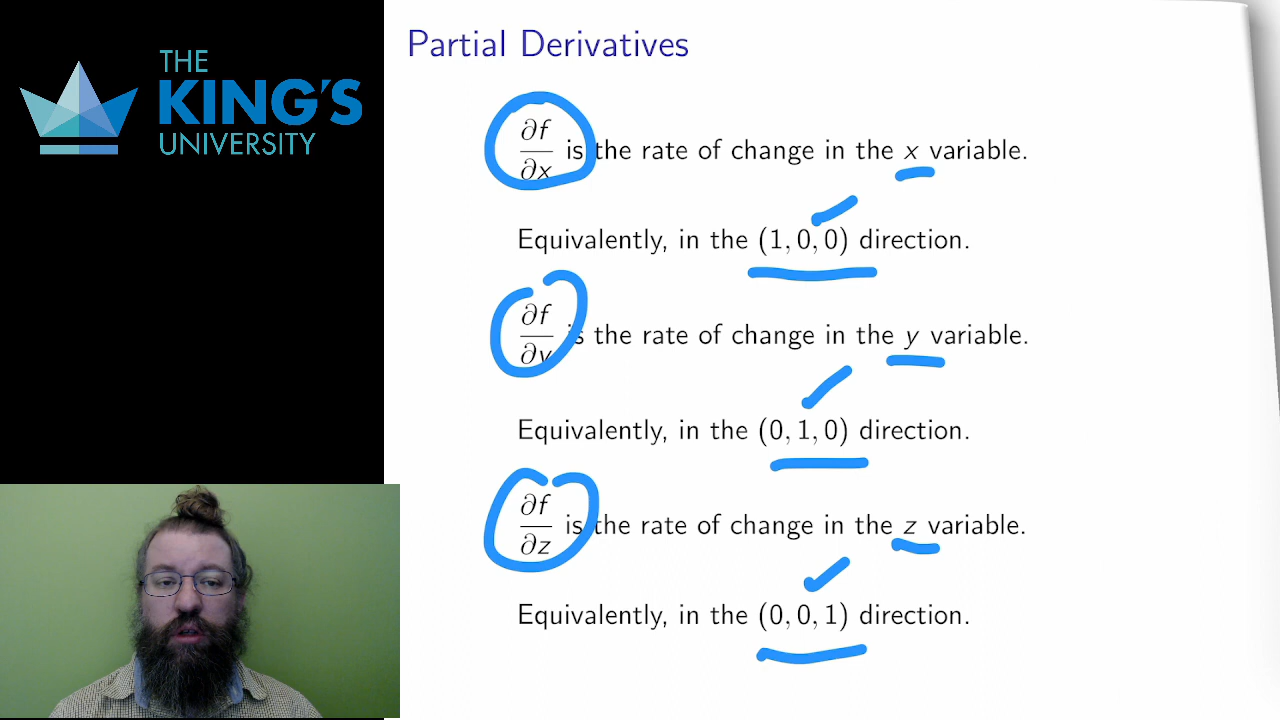 THE
KING'S
UNIVERSITY
Partial Derivatives
∂f/∂x is the rate of change in the x variable.
Equivalently, in the (1, 0, 0) direction.
∂f/∂y is the rate of change in the y variable.
Equivalently, in the (0, 1, 0) direction.
∂f/∂z is the rate of change in the z variable.
Equivalently, in the (0, 0, 1) direction.